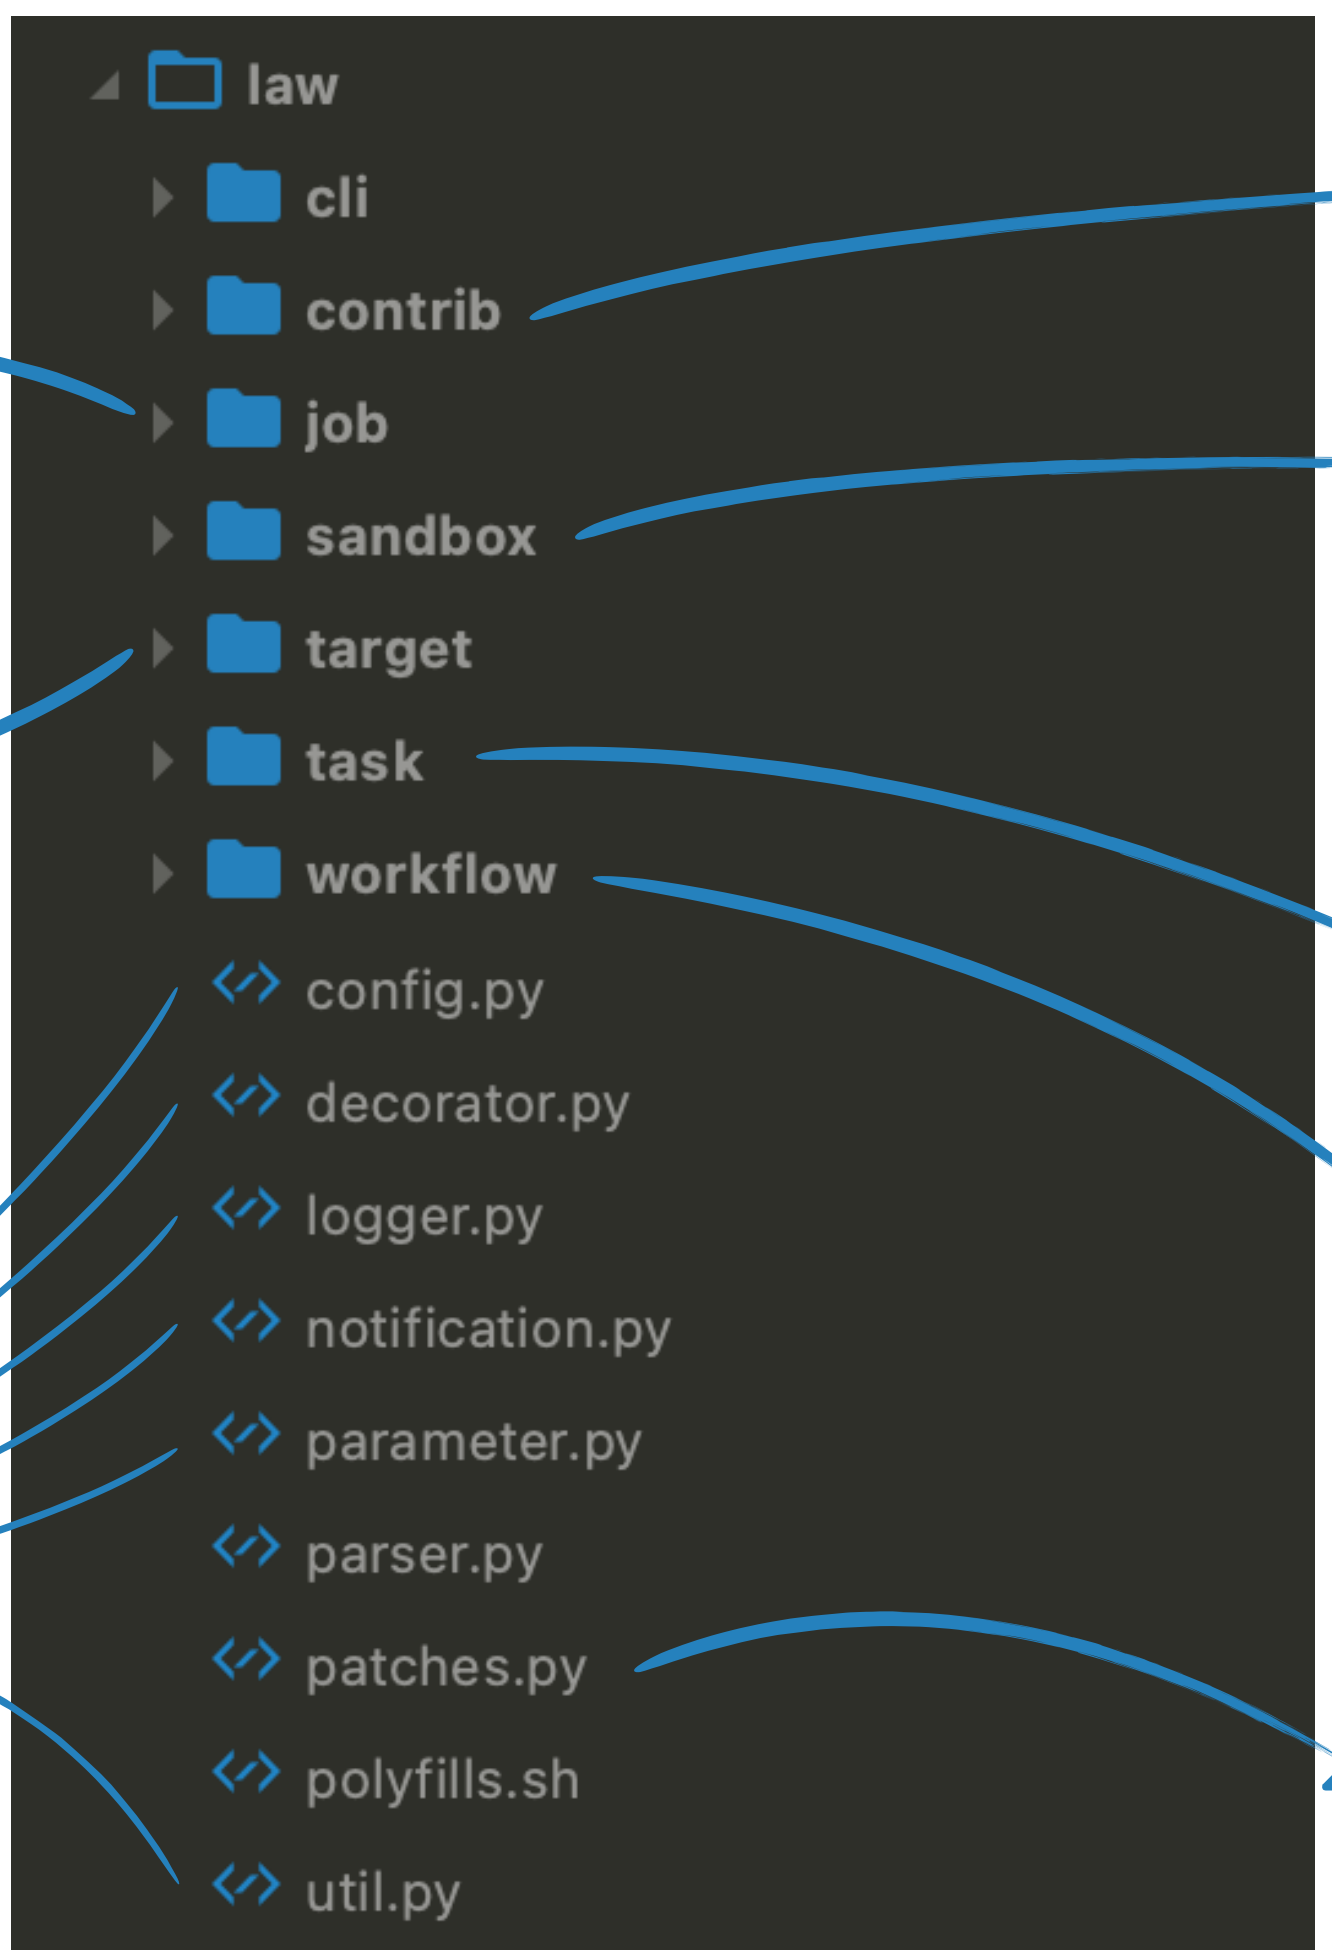 law
cli
contrib
job
sandbox
target
task
workflow
config.py
decorator.py
logger.py
notification.py
parameter.py
parser.py
patches.py
polyfills.sh
util.py